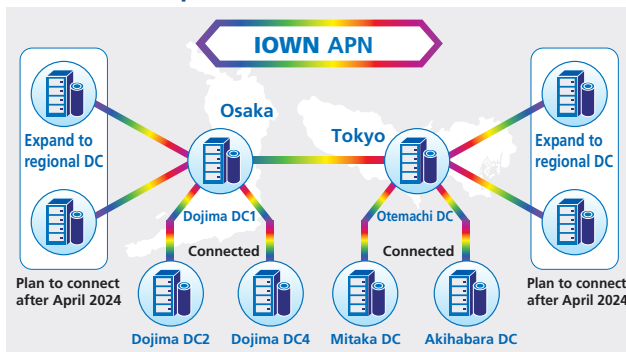 IOWN APN
Osaka
Tokyo
Expand to
regional DC
Expand to
regional DC
Dojima DC1
Otemachi DC
Connected
Connected
Plan to connect
after April 2024
Plan to connect
after April 2024
Dojima DC2
Dojima DC4
Mitaka DC
Akihabara DC